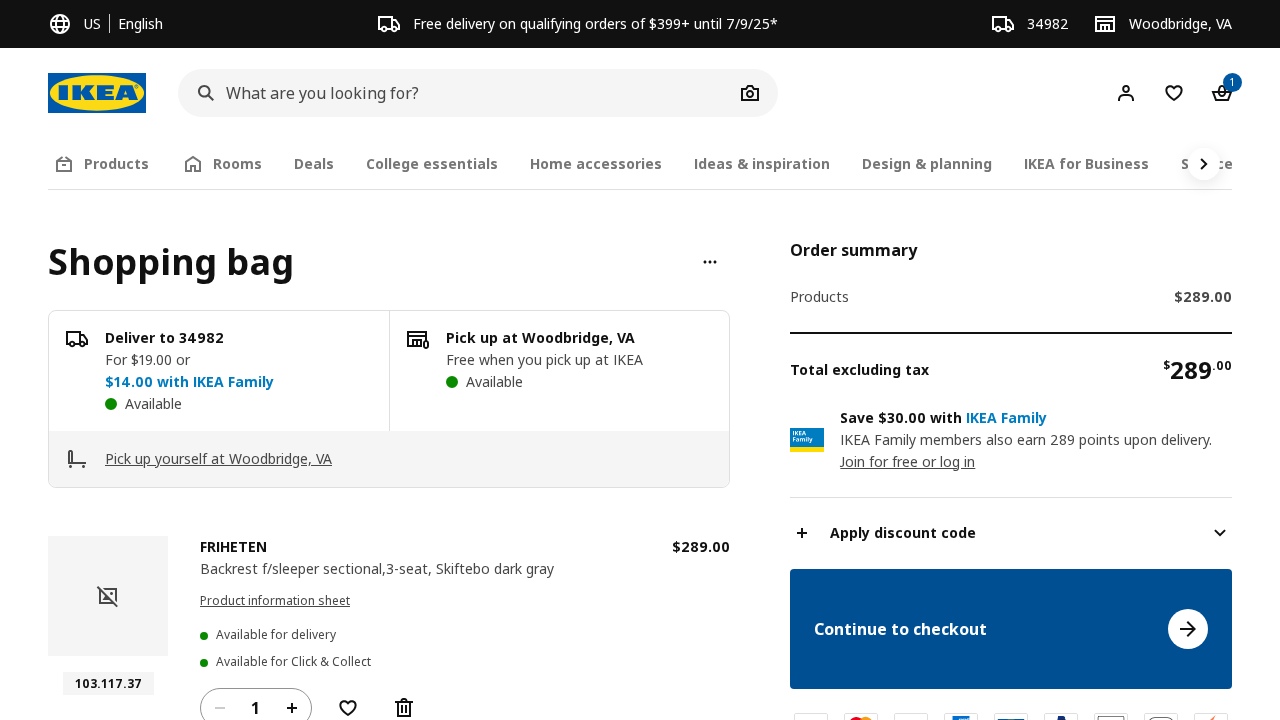 US English
Free delivery on qualifying orders of $399+ until 7/9/25*
34982
Woodbridge, VA
IKEA
What are you looking for?
1
0
Products
Rooms
Deals
College essentials
Home accessories
Ideas & inspiration
Design & planning
IKEA for Business
Shopping bag
Deliver to 34982
For $19.00 or
$14.00 with IKEA Family
Available
Pick up at Woodbridge, VA
Free when you pick up at IKEA
Available
Pick up yourself at Woodbridge, VA
FRIHETEN
$289.00
Backrest f/sleeper sectional,3-seat, Skiftebo dark gray
Product information sheet
Available for delivery
Available for Click & Collect
103.117.37
1
Order summary
Products $289.00
Total excluding tax $289.00
Save $30.00 with IKEA Family
IKEA Family
IKEA Family members also earn 289 points upon delivery.
Join for free or log in
Apply discount code
Continue to checkout